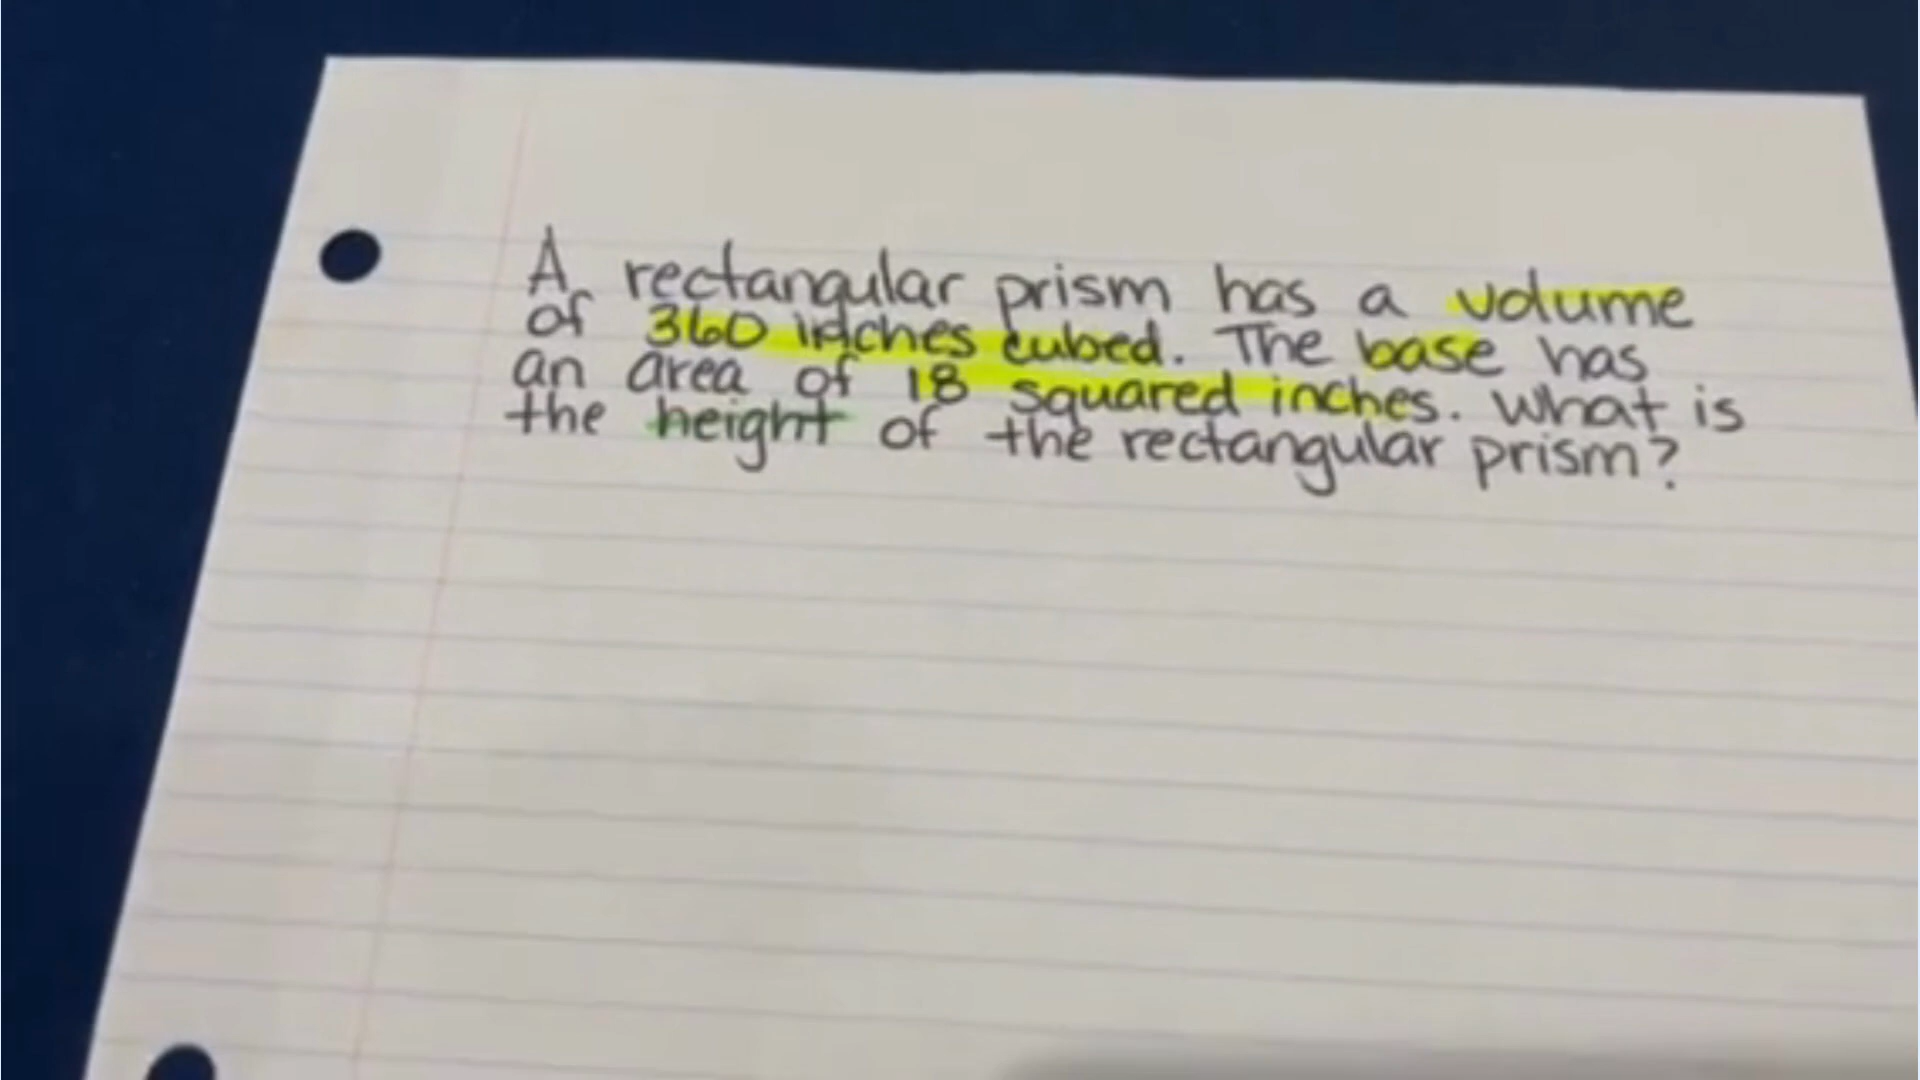 A rectangular prism has a volume
of 360 inches cubed. The base has
an area of 18 squared inches. What is
the height of the rectangular prism?